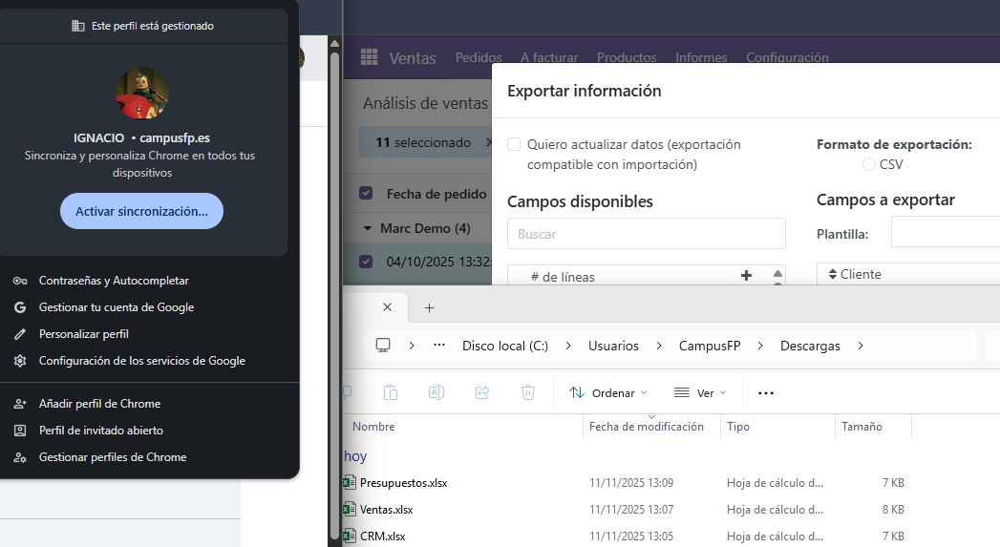 Este perfil está gestionado
IGNACIO • campusfp.es
Sincroniza y personaliza Chrome en todos tus
dispositivos
Activar sincronización...
Contraseñas y Autocompletar
Gestionar tu cuenta de Google
Personalizar perfil
Configuración de los servicios de Google
Añadir perfil de Chrome
Perfil de invitado abierto
Gestionar perfiles de Chrome
Ventas Pedidos A facturar Productos Informes Configuración
Análisis de ventas
11 seleccionado
Fecha de pedido
Marc Demo (4)
04/10/2025 13:32:
Exportar información
Quiero actualizar datos (exportación
compatible con importación)
Formato de exportación:
CSV
Campos disponibles
Buscar
# de líneas
Campos a exportar
Plantilla:
Cliente
Disco local (C:) Usuarios CampusFP Descargas
Ordenar Ver
Nombre Fecha de modificación Tipo Tamaño
hoy
Presupuestos.xlsx 11/11/2025 13:09 Hoja de cálculo d... 7 KB
Ventas.xlsx 11/11/2025 13:07 Hoja de cálculo d... 8 KB
CRM.xlsx 11/11/2025 13:05 Hoja de cálculo d... 7 KB